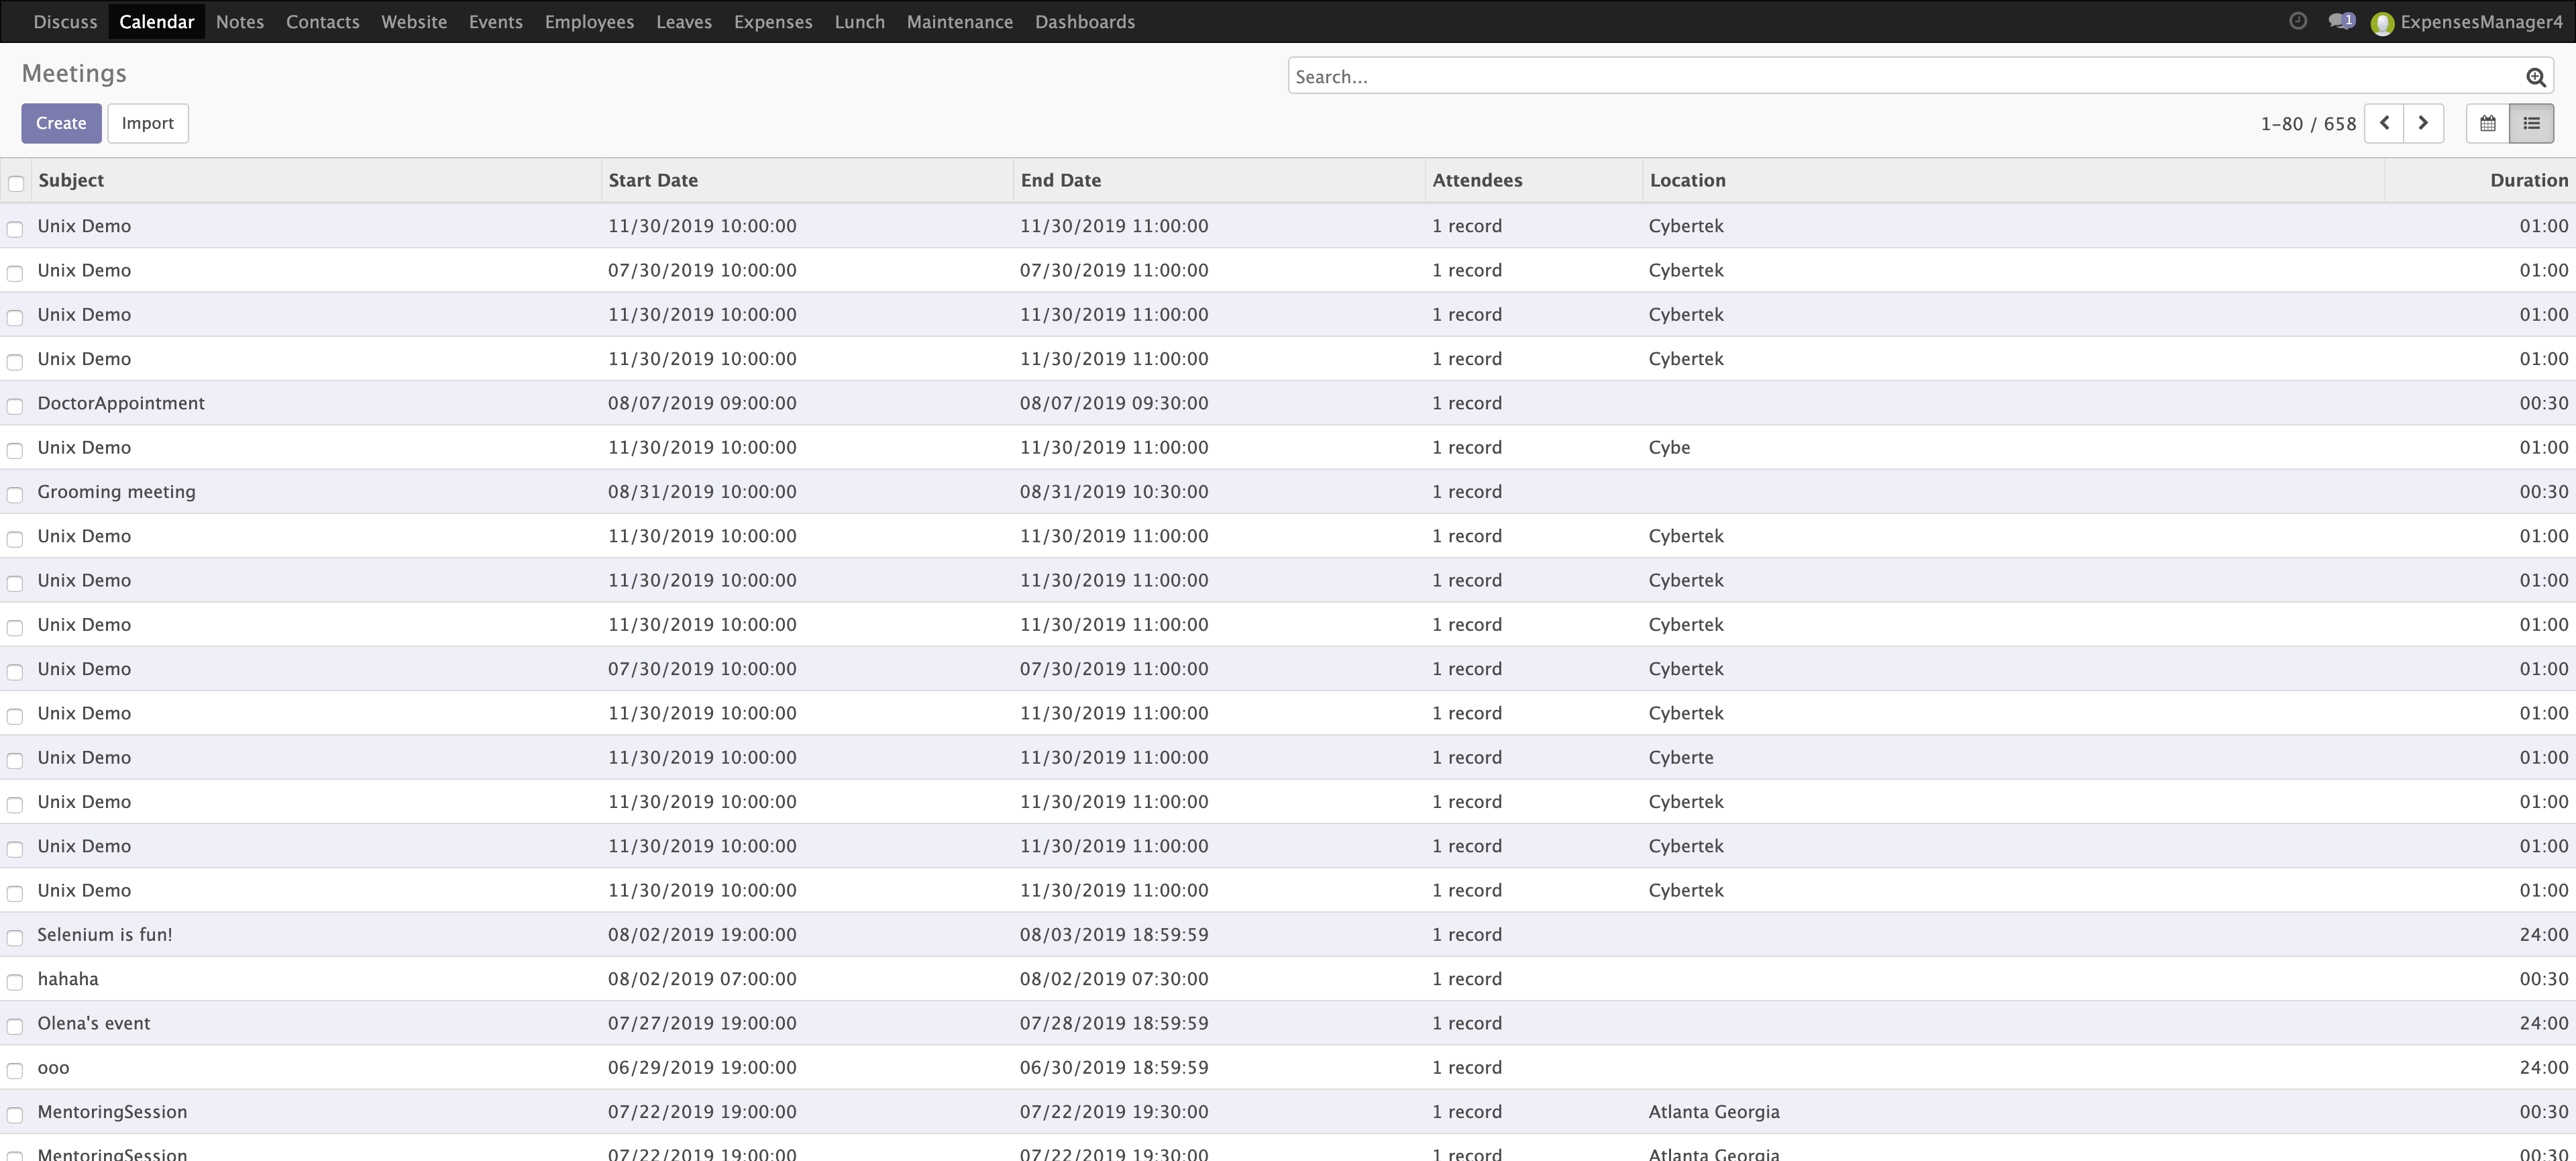 Discuss Calendar Notes Contacts Website Events Employees Leaves Expenses Lunch Maintenance Dashboards 1 ExpensesManager4
Meetings Search...
Create Import 1-80 / 658
Subject Start Date End Date Attendees Location Duration
Unix Demo 11/30/2019 10:00:00 11/30/2019 11:00:00 1 record Cybertek 01:00
Unix Demo 07/30/2019 10:00:00 07/30/2019 11:00:00 1 record Cybertek 01:00
Unix Demo 11/30/2019 10:00:00 11/30/2019 11:00:00 1 record Cybertek 01:00
Unix Demo 11/30/2019 10:00:00 11/30/2019 11:00:00 1 record Cybertek 01:00
DoctorAppointment 08/07/2019 09:00:00 08/07/2019 09:30:00 1 record 00:30
Unix Demo 11/30/2019 10:00:00 11/30/2019 11:00:00 1 record Cybe 01:00
Grooming meeting 08/31/2019 10:00:00 08/31/2019 10:30:00 1 record 00:30
Unix Demo 11/30/2019 10:00:00 11/30/2019 11:00:00 1 record Cybertek 01:00
Unix Demo 11/30/2019 10:00:00 11/30/2019 11:00:00 1 record Cybertek 01:00
Unix Demo 11/30/2019 10:00:00 11/30/2019 11:00:00 1 record Cybertek 01:00
Unix Demo 07/30/2019 10:00:00 07/30/2019 11:00:00 1 record Cybertek 01:00
Unix Demo 11/30/2019 10:00:00 11/30/2019 11:00:00 1 record Cybertek 01:00
Unix Demo 11/30/2019 10:00:00 11/30/2019 11:00:00 1 record Cyberte 01:00
Unix Demo 11/30/2019 10:00:00 11/30/2019 11:00:00 1 record Cybertek 01:00
Unix Demo 11/30/2019 10:00:00 11/30/2019 11:00:00 1 record Cybertek 01:00
Unix Demo 11/30/2019 10:00:00 11/30/2019 11:00:00 1 record Cybertek 01:00
Selenium is fun! 08/02/2019 19:00:00 08/03/2019 18:59:59 1 record 24:00
hahaha 08/02/2019 07:00:00 08/02/2019 07:30:00 1 record 00:30
Olena's event 07/27/2019 19:00:00 07/28/2019 18:59:59 1 record 24:00
ooo 06/29/2019 19:00:00 06/30/2019 18:59:59 1 record 24:00
MentoringSession 07/22/2019 19:00:00 07/22/2019 19:30:00 1 record Atlanta Georgia 00:30
MentoringSession 07/22/2019 19:00:00 07/22/2019 19:30:00 1 record Atlanta Georgia 00:30